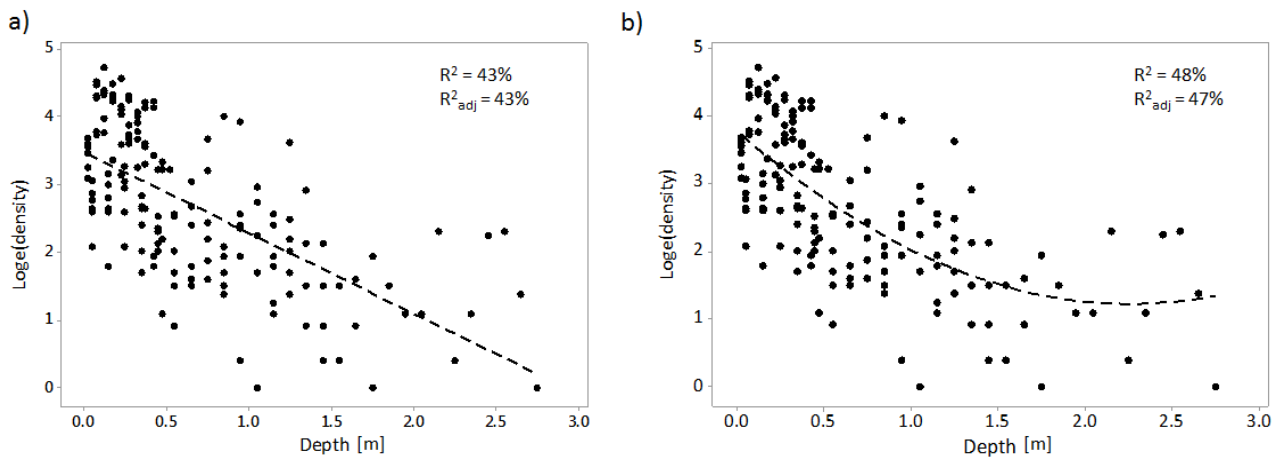 a)
R² = 43%
R²adj = 43%
Loge(density)
5
4
3
2
1
0
0.0 0.5 1.0 1.5 2.0 2.5 3.0
Depth [m]
b)
R² = 48%
R²adj = 47%
Loge(density)
5
4
3
2
1
0
0.0 0.5 1.0 1.5 2.0 2.5 3.0
Depth [m]